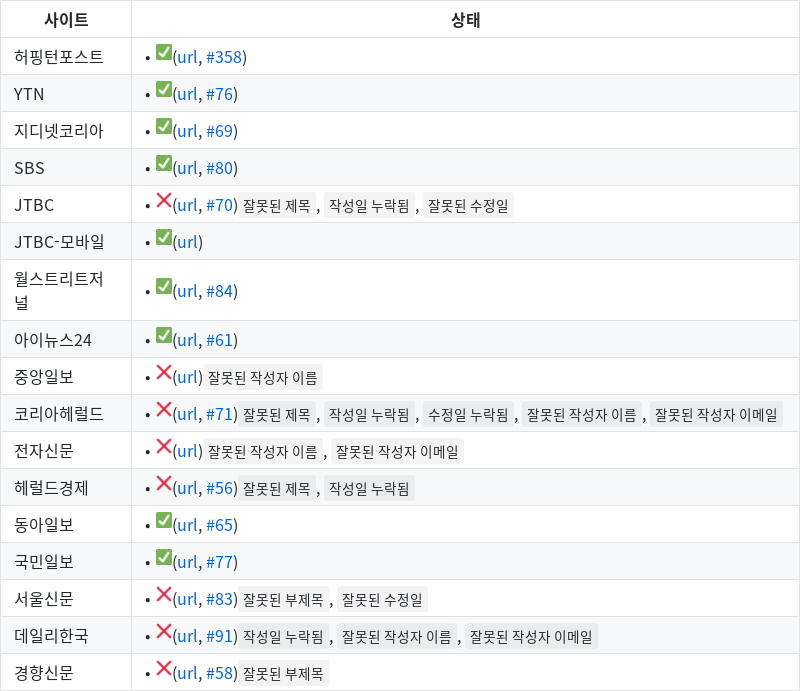 사이트 상태
허핑턴포스트 • ✅(url, #358)
YTN • ✅(url, #76)
지디넷코리아 • ✅(url, #69)
SBS • ✅(url, #80)
JTBC • ❌(url, #70) 잘못된 제목 , 작성일 누락됨 , 잘못된 수정일
JTBC-모바일 • ✅(url)
월스트리트저
널 • ✅(url, #84)
아이뉴스24 • ✅(url, #61)
중앙일보 • ❌(url) 잘못된 작성자 이름
코리아헤럴드 • ❌(url, #71) 잘못된 제목 , 작성일 누락됨 , 수정일 누락됨 , 잘못된 작성자 이름 , 잘못된 작성자 이메일
전자신문 • ❌(url) 잘못된 작성자 이름 , 잘못된 작성자 이메일
헤럴드경제 • ❌(url, #56) 잘못된 제목 , 작성일 누락됨
동아일보 • ✅(url, #65)
국민일보 • ✅(url, #77)
서울신문 • ❌(url, #83) 잘못된 부제목 , 잘못된 수정일
데일리한국 • ❌(url, #91) 작성일 누락됨 , 잘못된 작성자 이름 , 잘못된 작성자 이메일
경향신문 • ❌(url, #58) 잘못된 부제목